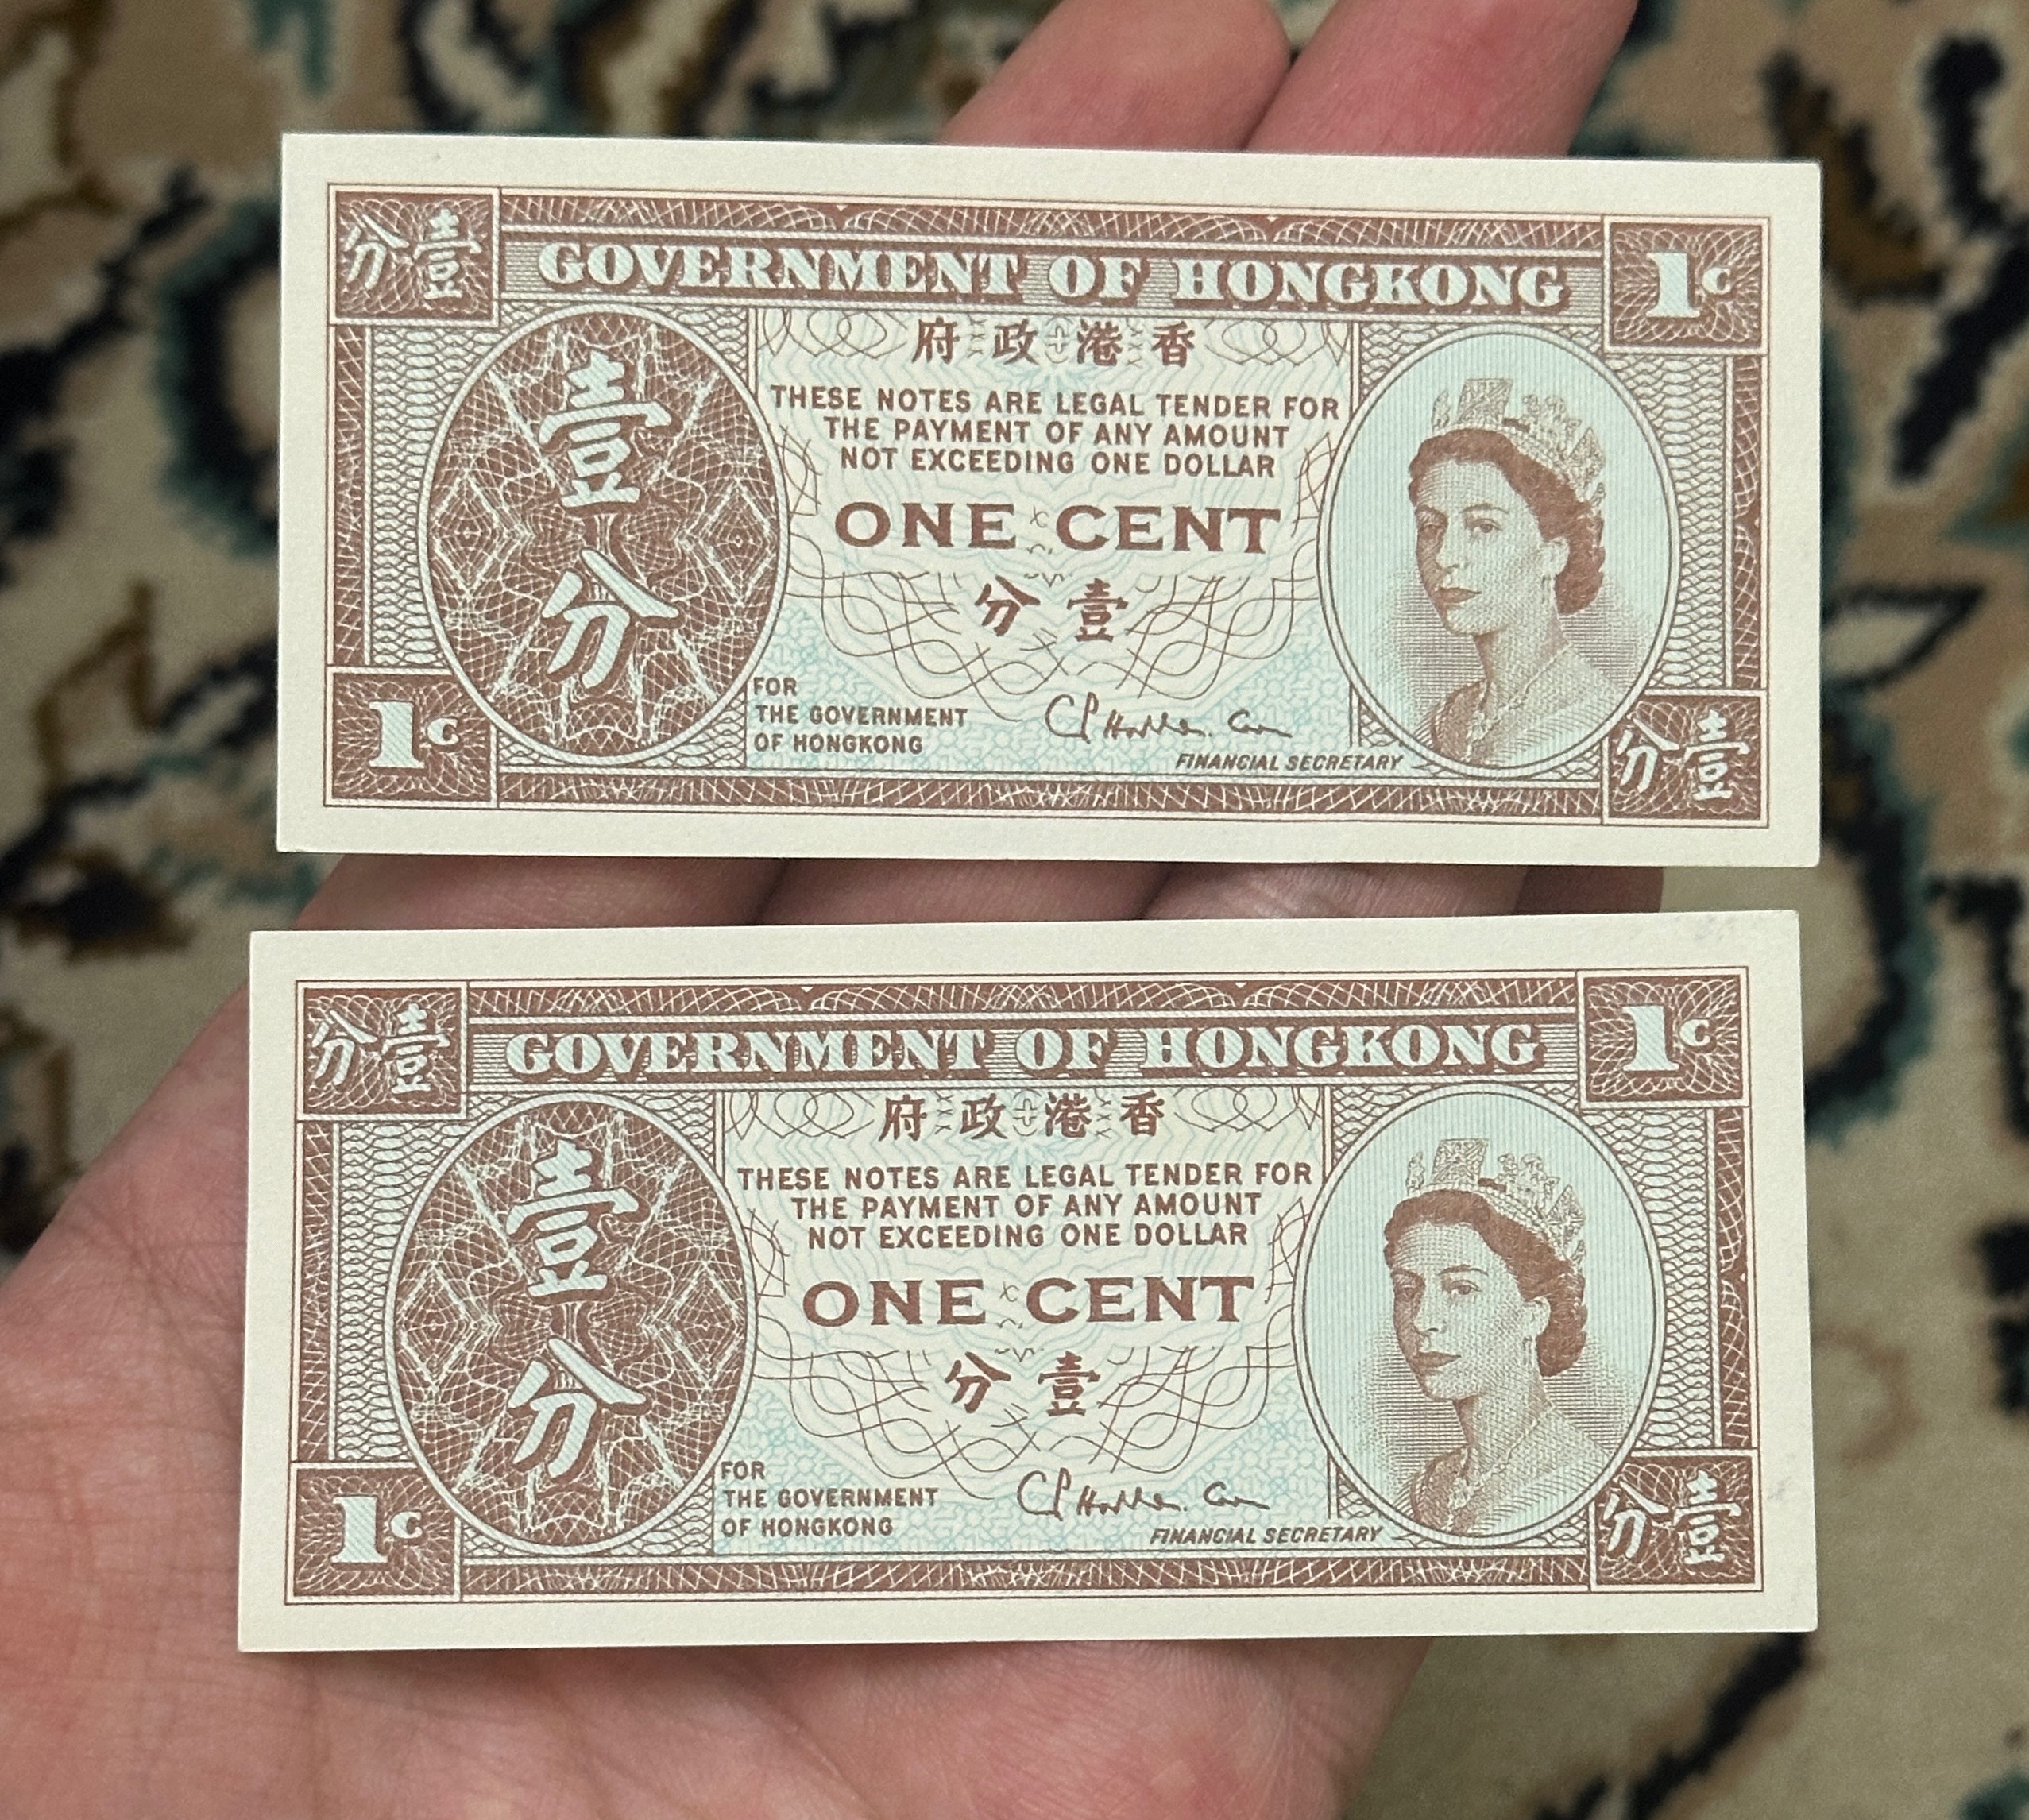 分壹
GOVERNMENT OF HONGKONG
1c
府政港香
壹分
THESE NOTES ARE LEGAL TENDER FOR
THE PAYMENT OF ANY AMOUNT
NOT EXCEEDING ONE DOLLAR
ONE CENT
分壹
FOR
THE GOVERNMENT
OF HONGKONG
FINANCIAL SECRETARY
1c
分壹
分壹
GOVERNMENT OF HONGKONG
1c
府政港香
壹分
THESE NOTES ARE LEGAL TENDER FOR
THE PAYMENT OF ANY AMOUNT
NOT EXCEEDING ONE DOLLAR
ONE CENT
分壹
FOR
THE GOVERNMENT
OF HONGKONG
FINANCIAL SECRETARY
1c
分壹